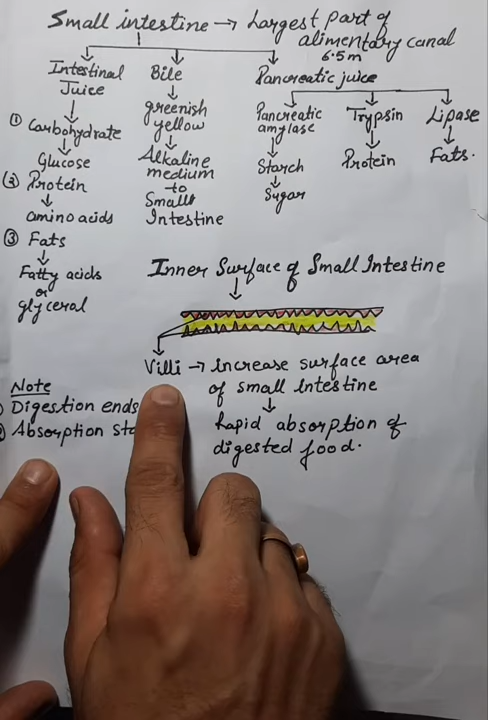 Small intestine → Largest part of
alimentary canal
6.5m
Intestinal
Juice
① Carbohydrate
Glucose
② Protein
amino acids
③ Fats
Fatty acids
or
glyceral
Bile
greenish
yellow
Alkaline
medium
to
Small
Intestine
Pancreatic juice
Pancreatic
amylase
Starch
Sugar
Trypsin
Protein
Lipase
Fats.
Inner Surface of Small Intestine
Villi → increase surface area
of small Intestine
Rapid absorption of
digested food.
Note
Digestion ends
Absorption